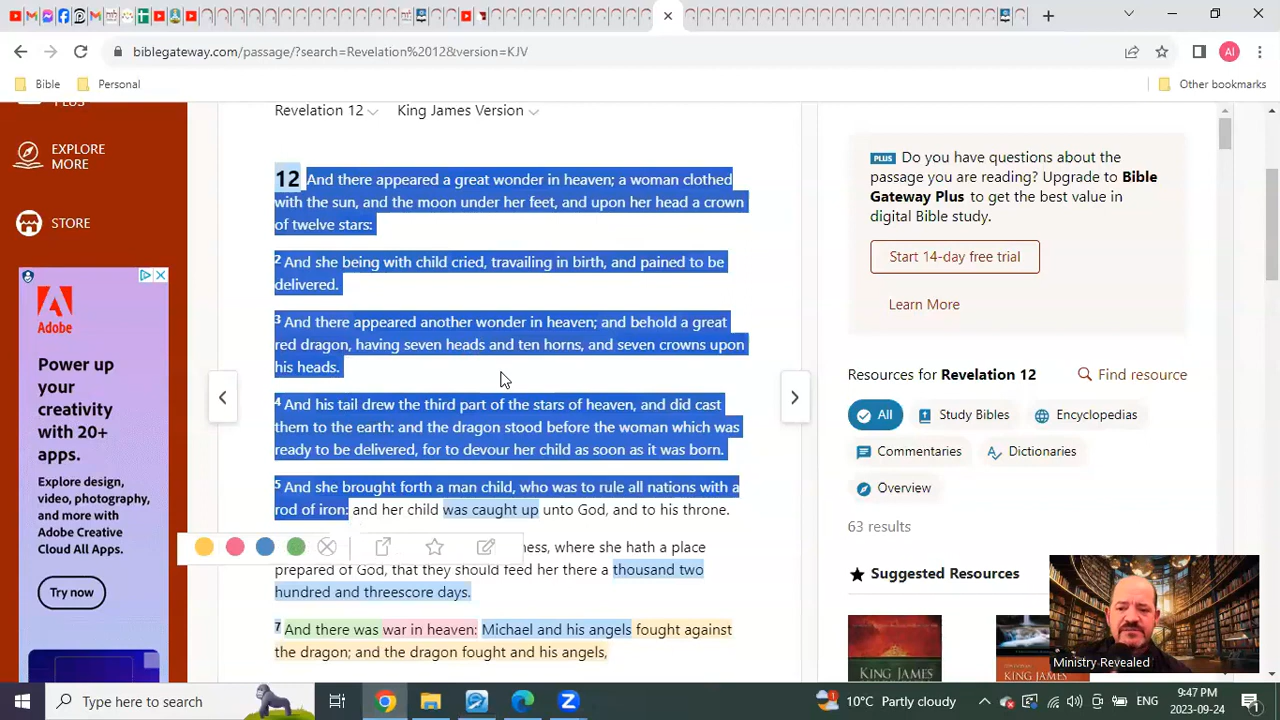 biblegateway.com/passage/?search=Revelation%2012&version=KJV
AI
Bible
Personal
Other bookmarks
PLUS
EXPLORE
MORE
STORE
Adobe
Power up
your
creativity
with 20+
apps.
Explore design,
video, photography,
and more with
Adobe Creative
Cloud All Apps.
Try now
Revelation 12
King James Version
12 And there appeared a great wonder in heaven; a woman clothed
with the sun, and the moon under her feet, and upon her head a crown
of twelve stars:
2 And she being with child cried, travailing in birth, and pained to be
delivered.
3 And there appeared another wonder in heaven; and behold a great
red dragon, having seven heads and ten horns, and seven crowns upon
his heads.
4 And his tail drew the third part of the stars of heaven, and did cast
them to the earth: and the dragon stood before the woman which was
ready to be delivered, for to devour her child as soon as it was born.
5 And she brought forth a man child, who was to rule all nations with a
rod of iron: and her child was caught up unto God, and to his throne.
ness, where she hath a place
prepared of God, that they should feed her there a thousand two
hundred and threescore days.
7 And there was war in heaven: Michael and his angels fought against
the dragon; and the dragon fought and his angels,
PLUS Do you have questions about the
passage you are reading? Upgrade to Bible
Gateway Plus to get the best value in
digital Bible study.
Start 14-day free trial
Learn More
Resources for Revelation 12
Find resource
All
Study Bibles
Encyclopedias
Commentaries
Dictionaries
Overview
63 results
Suggested Resources
KING JAMES
Ministry Revealed
Type here to search
10°C Partly cloudy
ENG
9:47 PM
2023-09-24